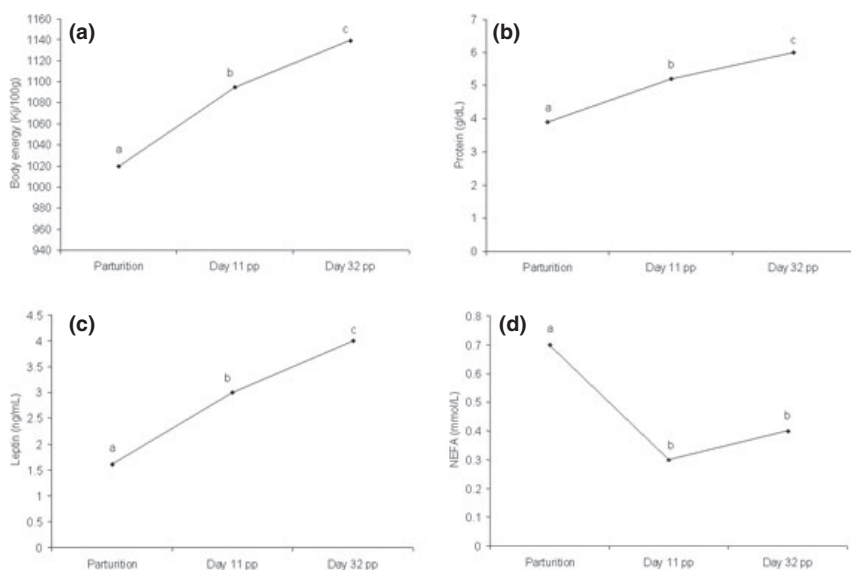 (a)
Body energy (Kj/100g)
1160
1140
1120
1100
1080
1060
1040
1020
1000
980
960
940
a
b
c
Parturition Day 11 pp Day 32 pp
(b)
Protein (g/dL)
7
6
5
4
3
2
1
0
a
b
c
Parturition Day 11 pp Day 32 pp
(c)
Leptin (ng/mL)
4.5
4
3.5
3
2.5
2
1.5
1
0.5
0
a
b
c
Parturition Day 11 pp Day 32 pp
(d)
NEFA (mmol/L)
0.8
0.7
0.6
0.5
0.4
0.3
0.2
0.1
0
a
b
b
Parturition Day 11 pp Day 32 pp